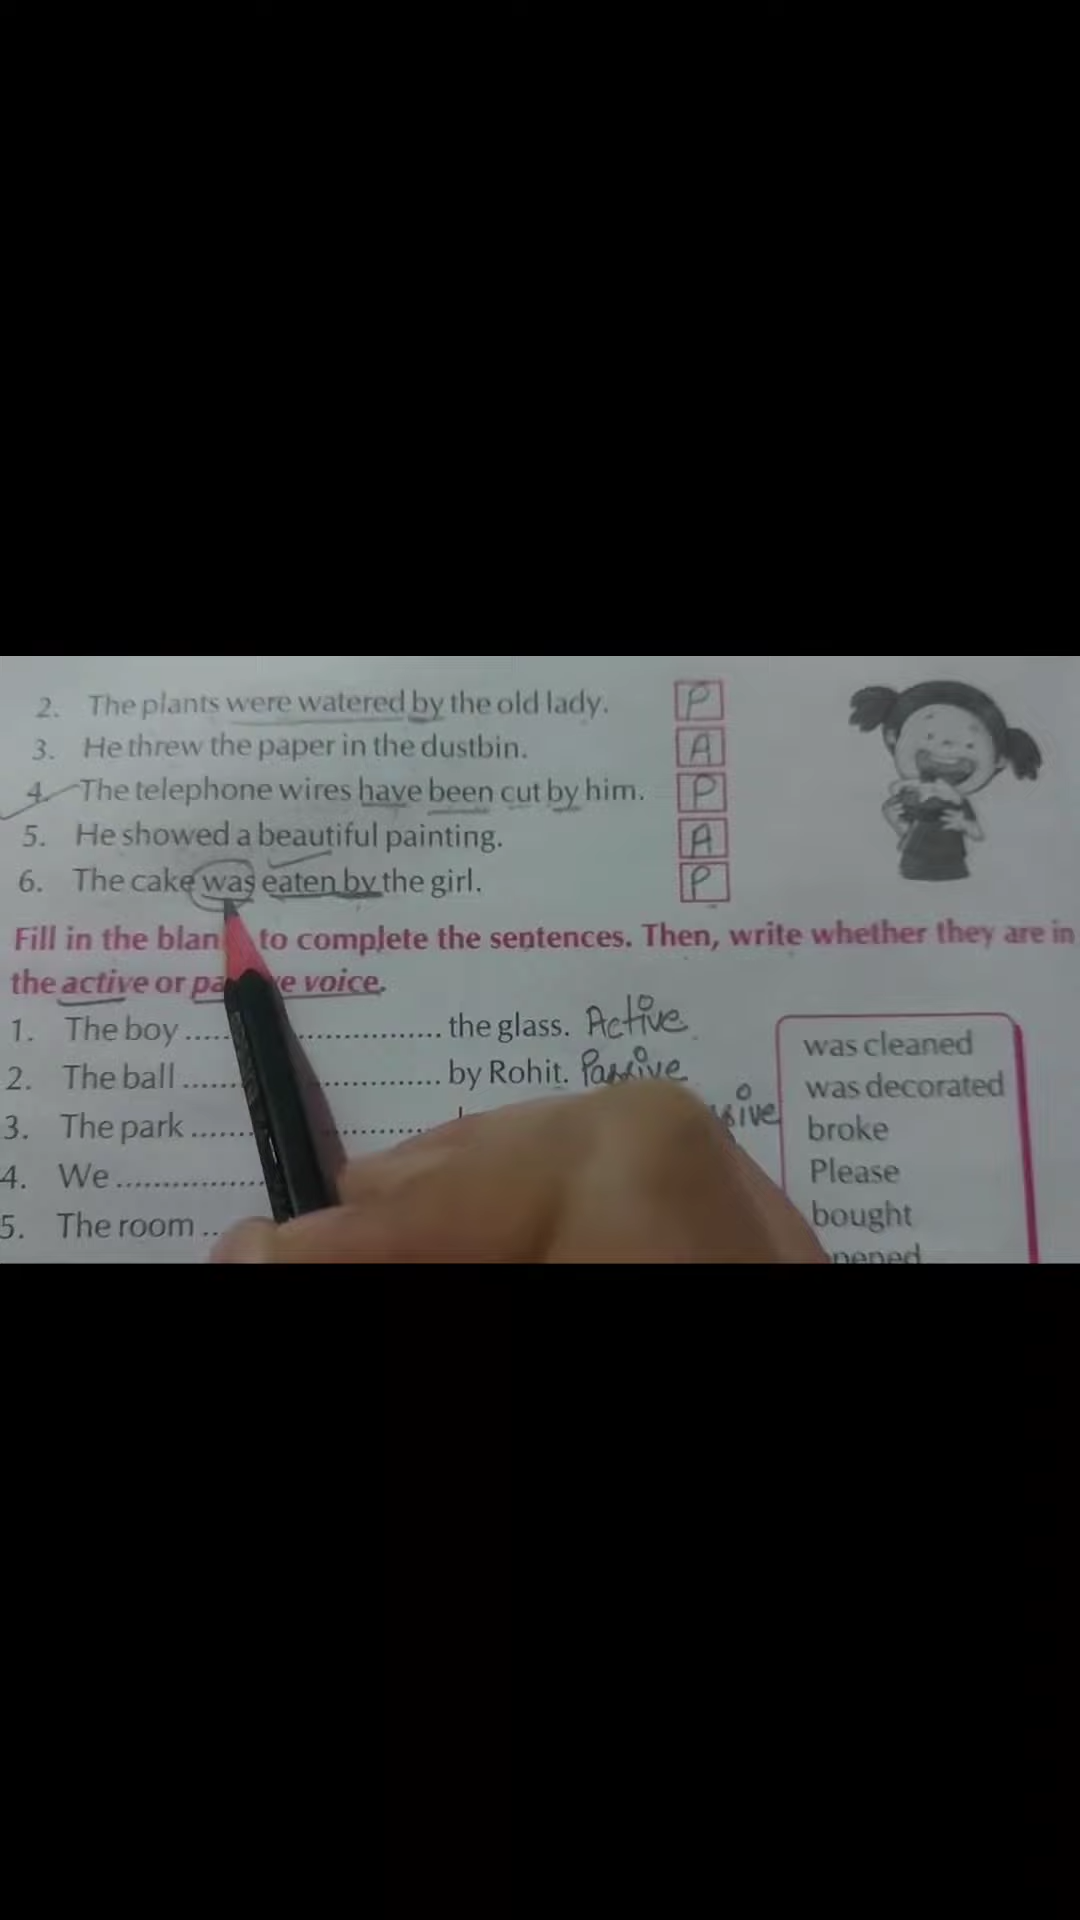 2. The plants were watered by the old lady. P
3. He threw the paper in the dustbin. A
4. The telephone wires have been cut by him. P
5. He showed a beautiful painting. A
6. The cake was eaten by the girl. P
Fill in the blan to complete the sentences. Then, write whether they are in
the active or pa e voice.
1. The boy ..... .............. the glass. Active
2. The ball ...... ............. by Rohit. Passive
3. The park ....... ........... sive
4. We ...............
5. The room ..
was cleaned
was decorated
broke
Please
bought
pened